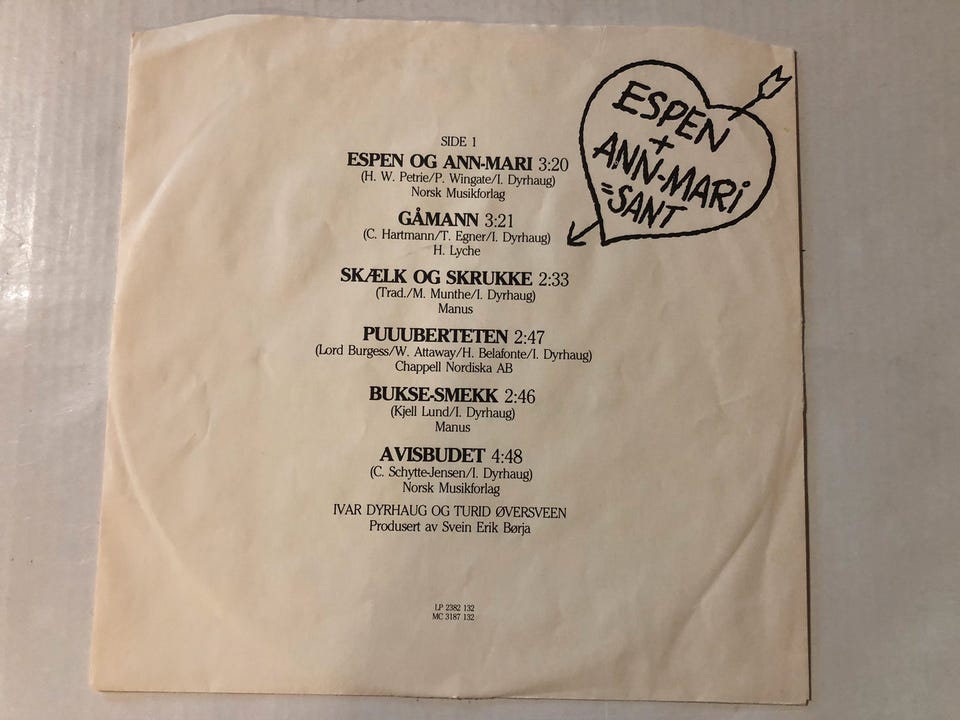 ESPEN
+
ANN-MARi
=SANT
SIDE 1
ESPEN OG ANN-MARI 3:20
(H. W. Petrie/P. Wingate/I. Dyrhaug)
Norsk Musikforlag
GÅMANN 3:21
(C. Hartmann/T. Egner/I. Dyrhaug)
H. Lyche
SKÆLK OG SKRUKKE 2:33
(Trad./M. Munthe/I. Dyrhaug)
Manus
PUUUBERTETEN 2:47
(Lord Burgess/W. Attaway/H. Belafonte/I. Dyrhaug)
Chappell Nordiska AB
BUKSE-SMEKK 2:46
(Kjell Lund/I. Dyrhaug)
Manus
AVISBUDET 4:48
(C. Schytte-Jensen/I. Dyrhaug)
Norsk Musikforlag
IVAR DYRHAUG OG TURID ØVERSVEEN
Produsert av Svein Erik Børja
LP 2382 132
MC 3187 132